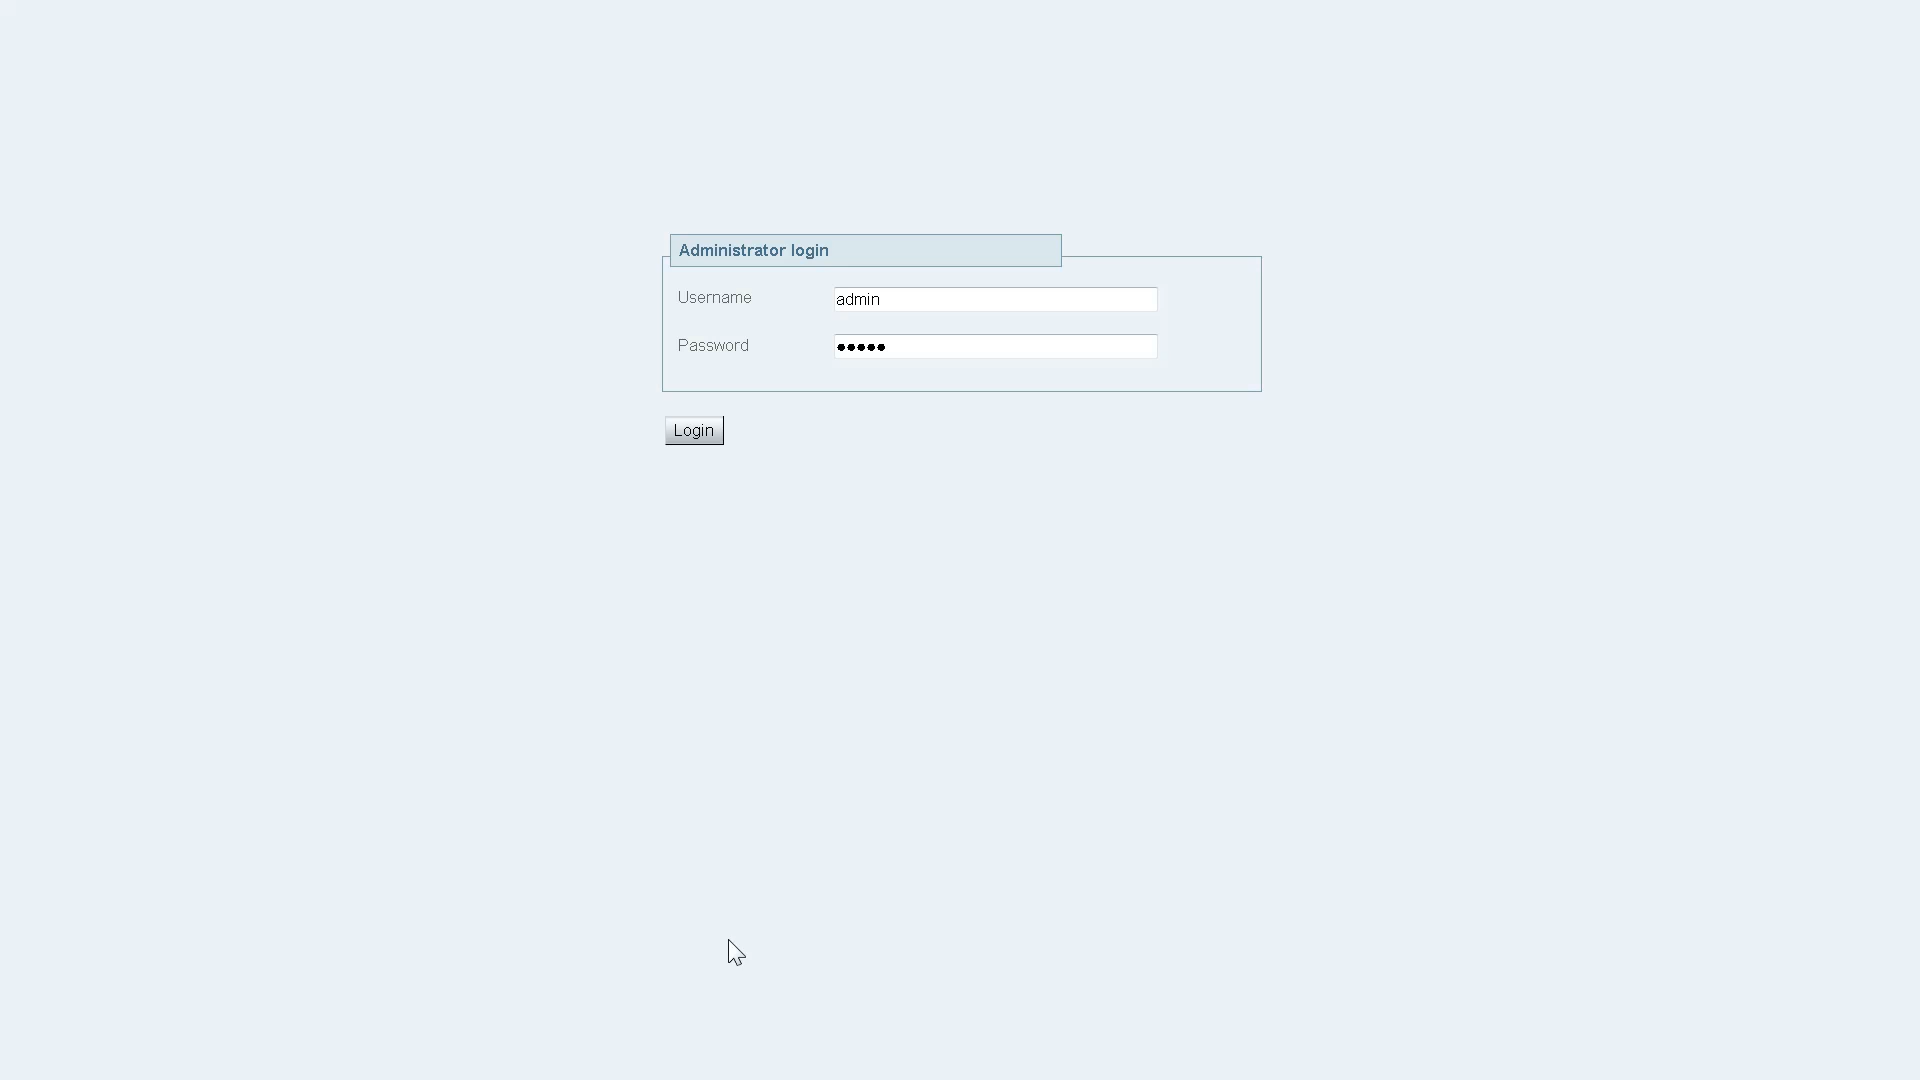 Administrator login
Username admin
Password •••••
Login